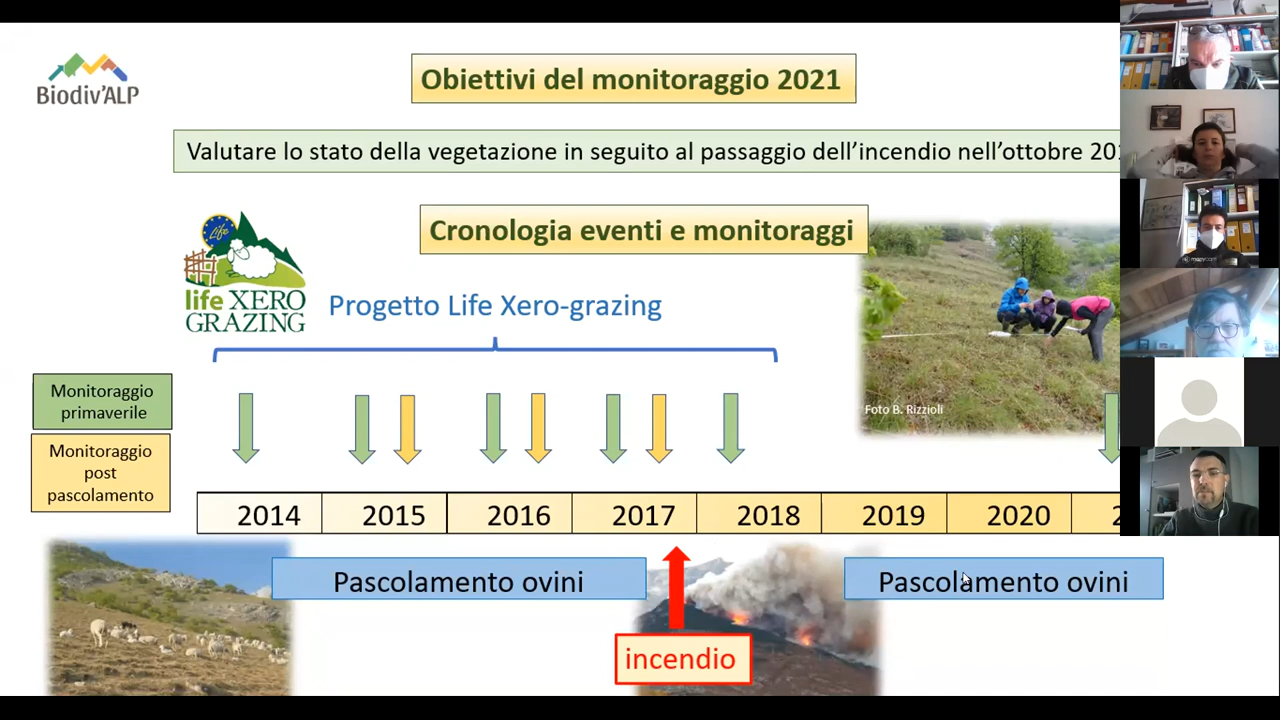 Biodiv'ALP
Obiettivi del monitoraggio 2021
Valutare lo stato della vegetazione in seguito al passaggio dell'incendio nell'ottobre
Cronologia eventi e monitoraggi
Life
life XERO
GRAZING
Progetto Life Xero-grazing
Foto B. Rizzioli
Monitoraggio
primaverile
Monitoraggio
post
pascolamento
2014 2015 2016 2017 2018 2019 2020
Pascolamento ovini
Pascolamento ovini
incendio